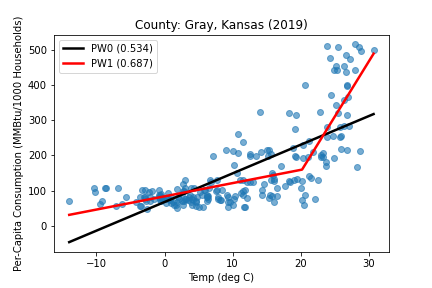 County: Gray, Kansas (2019)
PW0 (0.534)
PW1 (0.687)
Per-Capita Consumption (MMBtu/1000 Households)
500
400
300
200
100
0
−10
0
10
20
30
Temp (deg C)